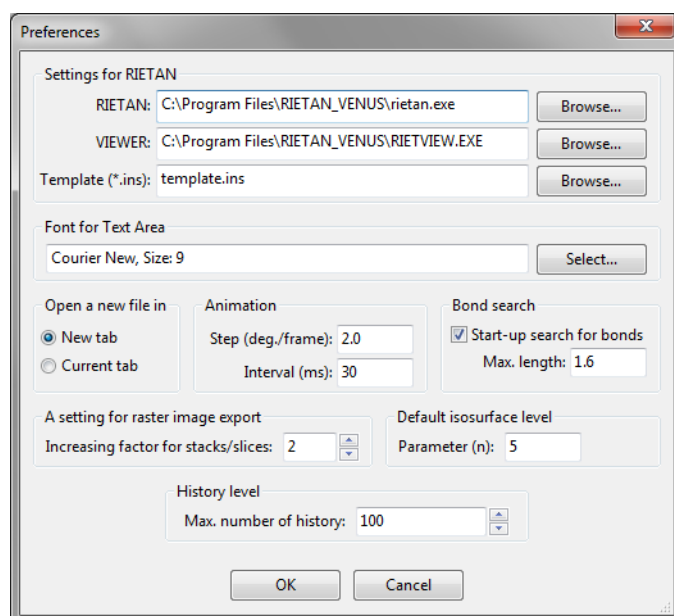 Preferences
Settings for RIETAN
RIETAN: C:\Program Files\RIETAN_VENUS\rietan.exe Browse...
VIEWER: C:\Program Files\RIETAN_VENUS\RIETVIEW.EXE Browse...
Template (*.ins): template.ins Browse...
Font for Text Area
Courier New, Size: 9 Select...
Open a new file in
New tab
Current tab
Animation
Step (deg./frame): 2.0
Interval (ms): 30
Bond search
Start-up search for bonds
Max. length: 1.6
A setting for raster image export
Increasing factor for stacks/slices: 2
Default isosurface level
Parameter (n): 5
History level
Max. number of history: 100
OK Cancel